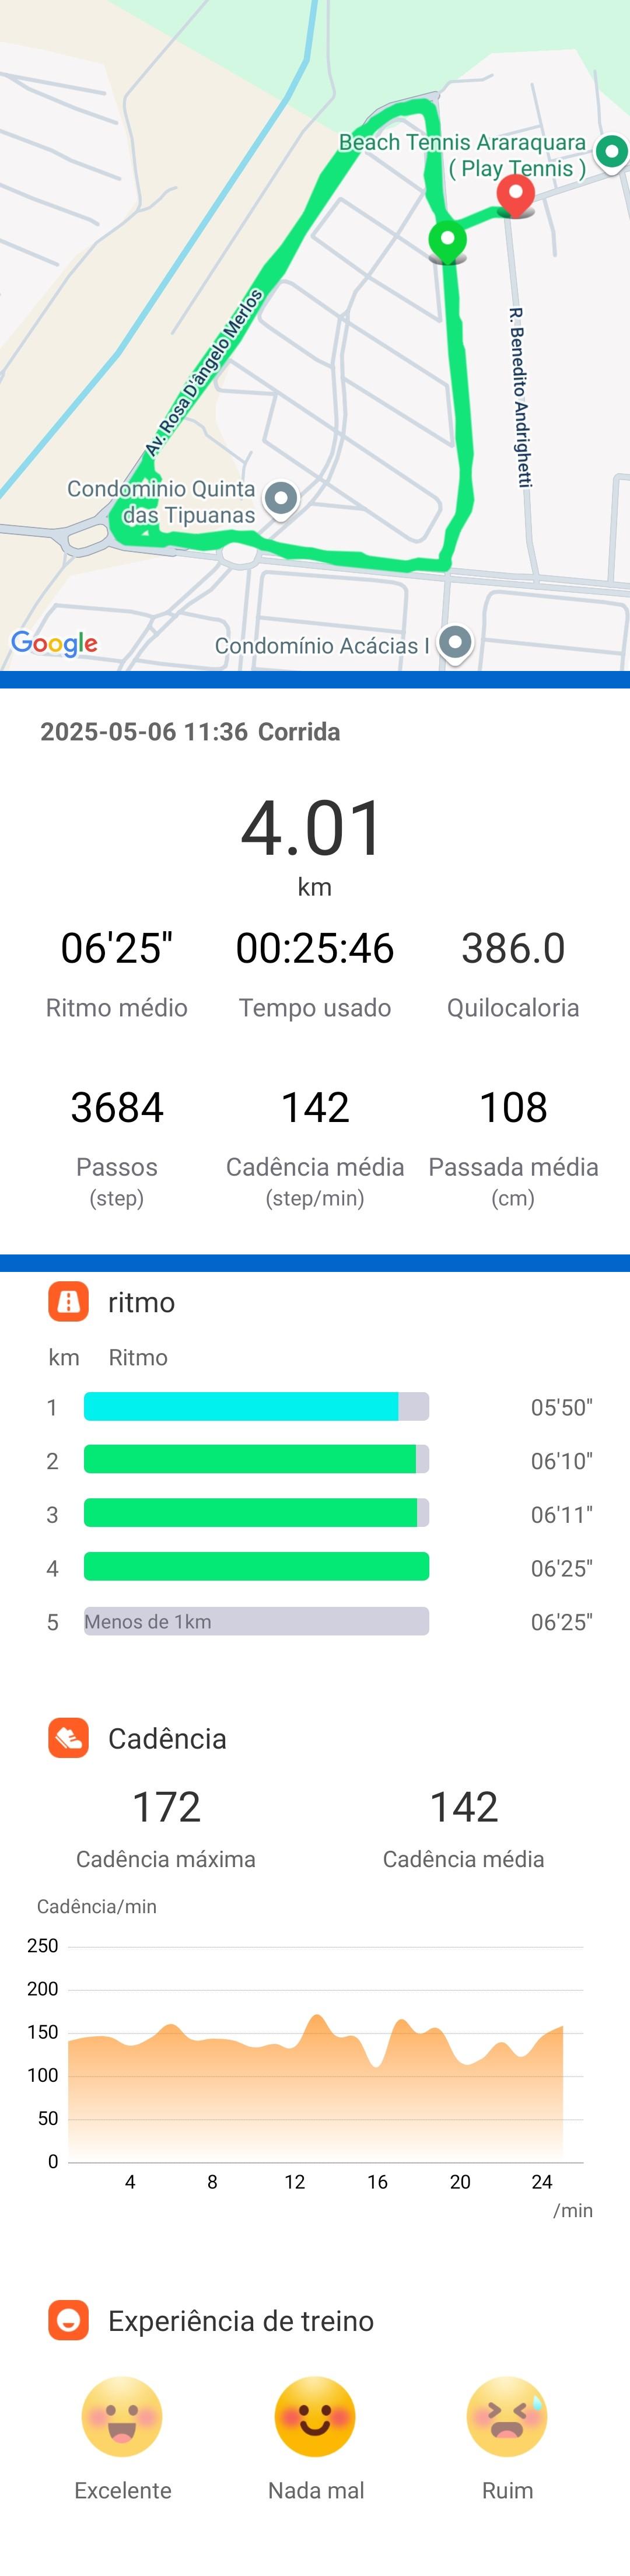 Beach Tennis Araraquara
( Play Tennis )
Av. Rosa D'ângelo Merlos
R. Benedito Andrighetti
Condominio Quinta
das Tipuanas
Google
Condomínio Acácias I
2025-05-06 11:36 Corrida
4.01
km
06'25" 00:25:46 386.0
Ritmo médio Tempo usado Quilocaloria
3684 142 108
Passos Cadência média Passada média
(step) (step/min) (cm)
ritmo
km Ritmo
1 05'50"
2 06'10"
3 06'11"
4 06'25"
5 Menos de 1km 06'25"
Cadência
172 142
Cadência máxima Cadência média
Cadência/min
250
200
150
100
50
0
4 8 12 16 20 24
/min
Experiência de treino
Excelente Nada mal Ruim